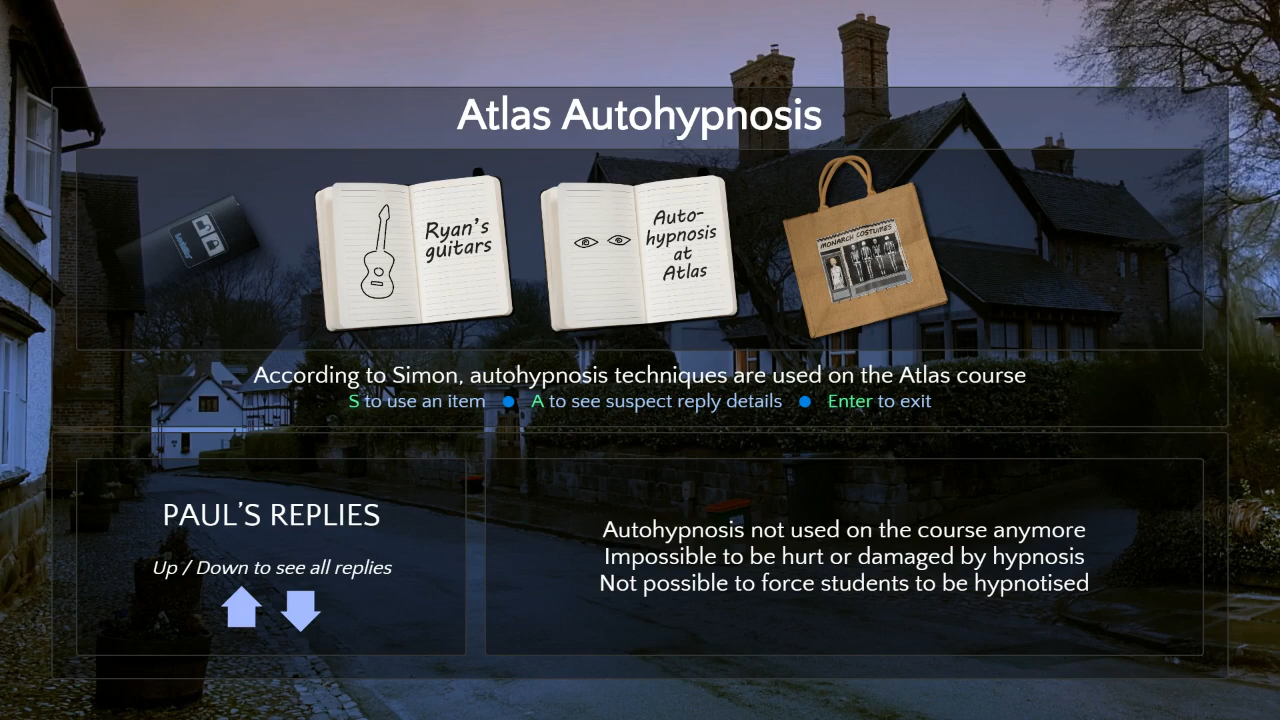 Atlas Autohypnosis
Ryan's
guitars
Auto-
hypnosis
at
Atlas
MONARCH COSTUMES
According to Simon, autohypnosis techniques are used on the Atlas course
S to use an item A to see suspect reply details Enter to exit
PAUL'S REPLIES
Up / Down to see all replies
Autohypnosis not used on the course anymore
Impossible to be hurt or damaged by hypnosis
Not possible to force students to be hypnotised